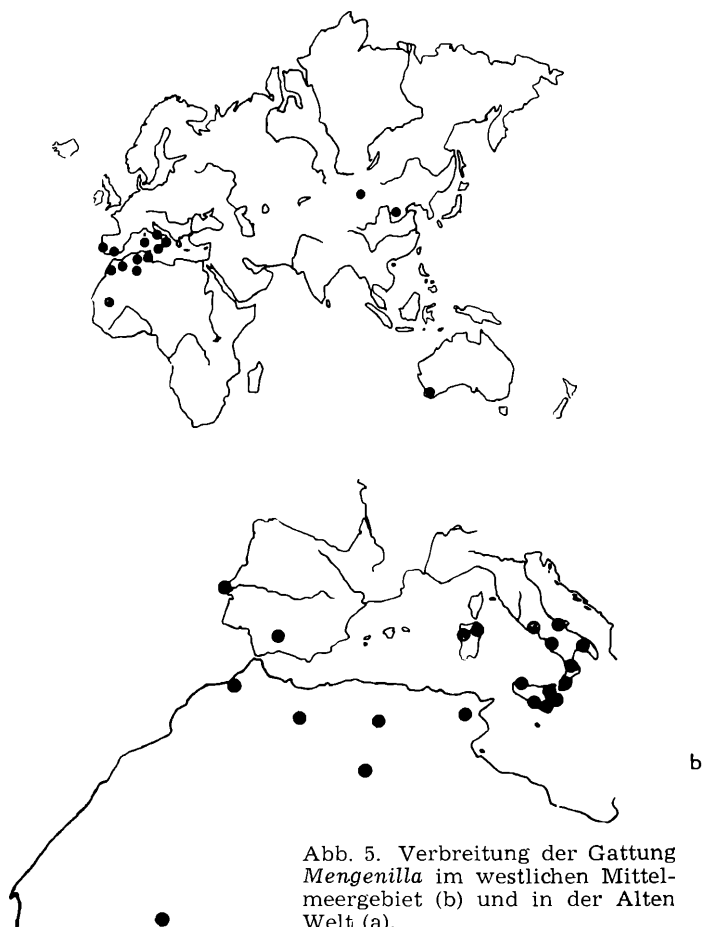 b
Abb. 5. Verbreitung der Gattung
Mengenilla im westlichen Mittel-
meergebiet (b) und in der Alten
Welt (a).